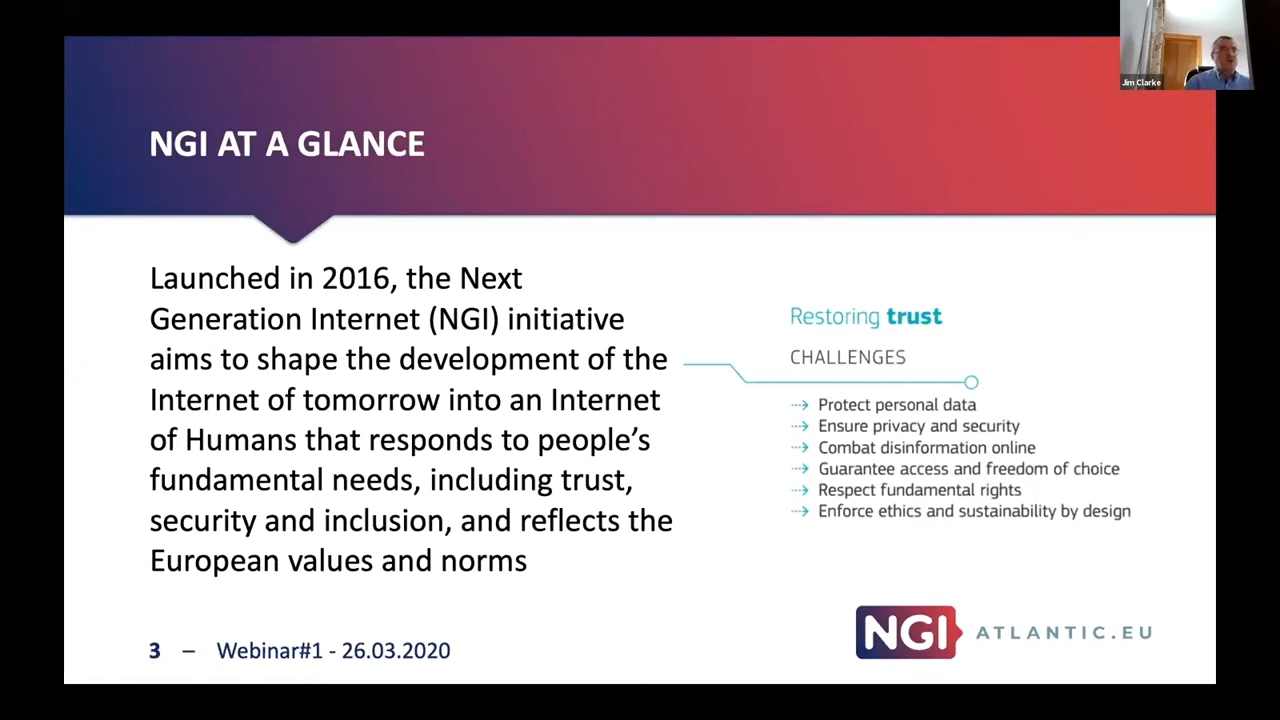 Jim Clarke
NGI AT A GLANCE
Launched in 2016, the Next
Generation Internet (NGI) initiative
aims to shape the development of the
Internet of tomorrow into an Internet
of Humans that responds to people’s
fundamental needs, including trust,
security and inclusion, and reflects the
European values and norms
Restoring trust
CHALLENGES
⇢ Protect personal data
⇢ Ensure privacy and security
⇢ Combat disinformation online
⇢ Guarantee access and freedom of choice
⇢ Respect fundamental rights
⇢ Enforce ethics and sustainability by design
3 – Webinar#1 - 26.03.2020
NGI ATLANTIC.EU